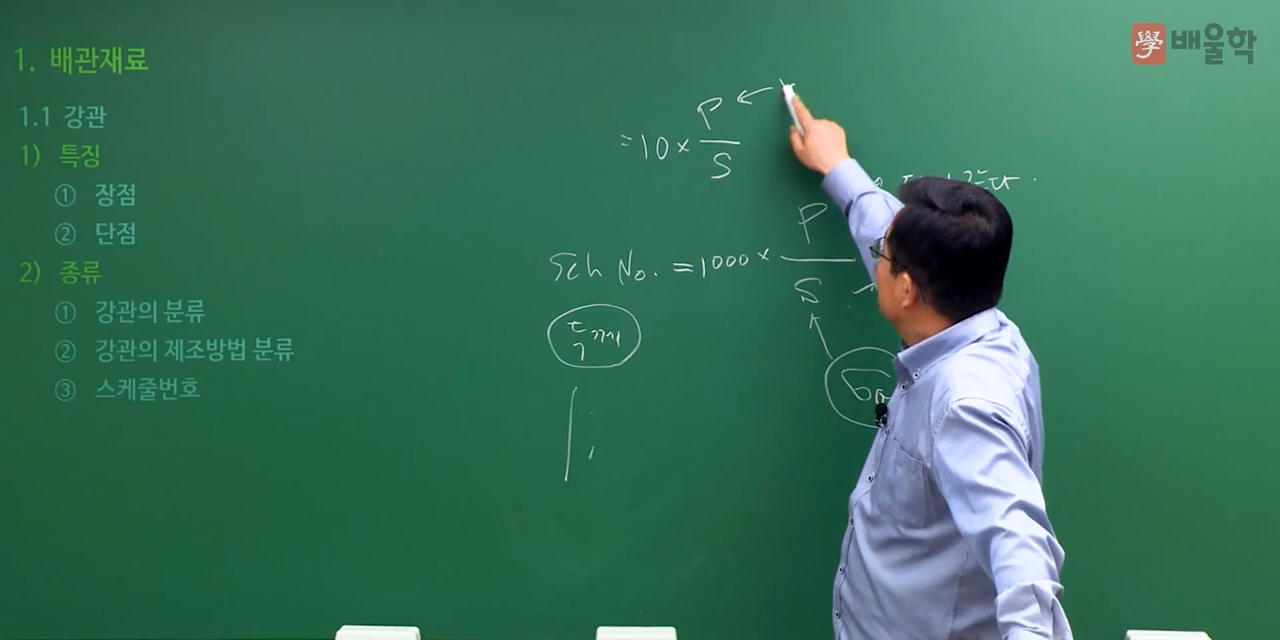 學 배울학
1. 배관재료
1.1 강관
1) 특징
① 장점
② 단점
2) 종류
① 강관의 분류
② 강관의 제조방법 분류
③ 스케줄번호
=10× P/S
Sch No. =1000× P/S
두께